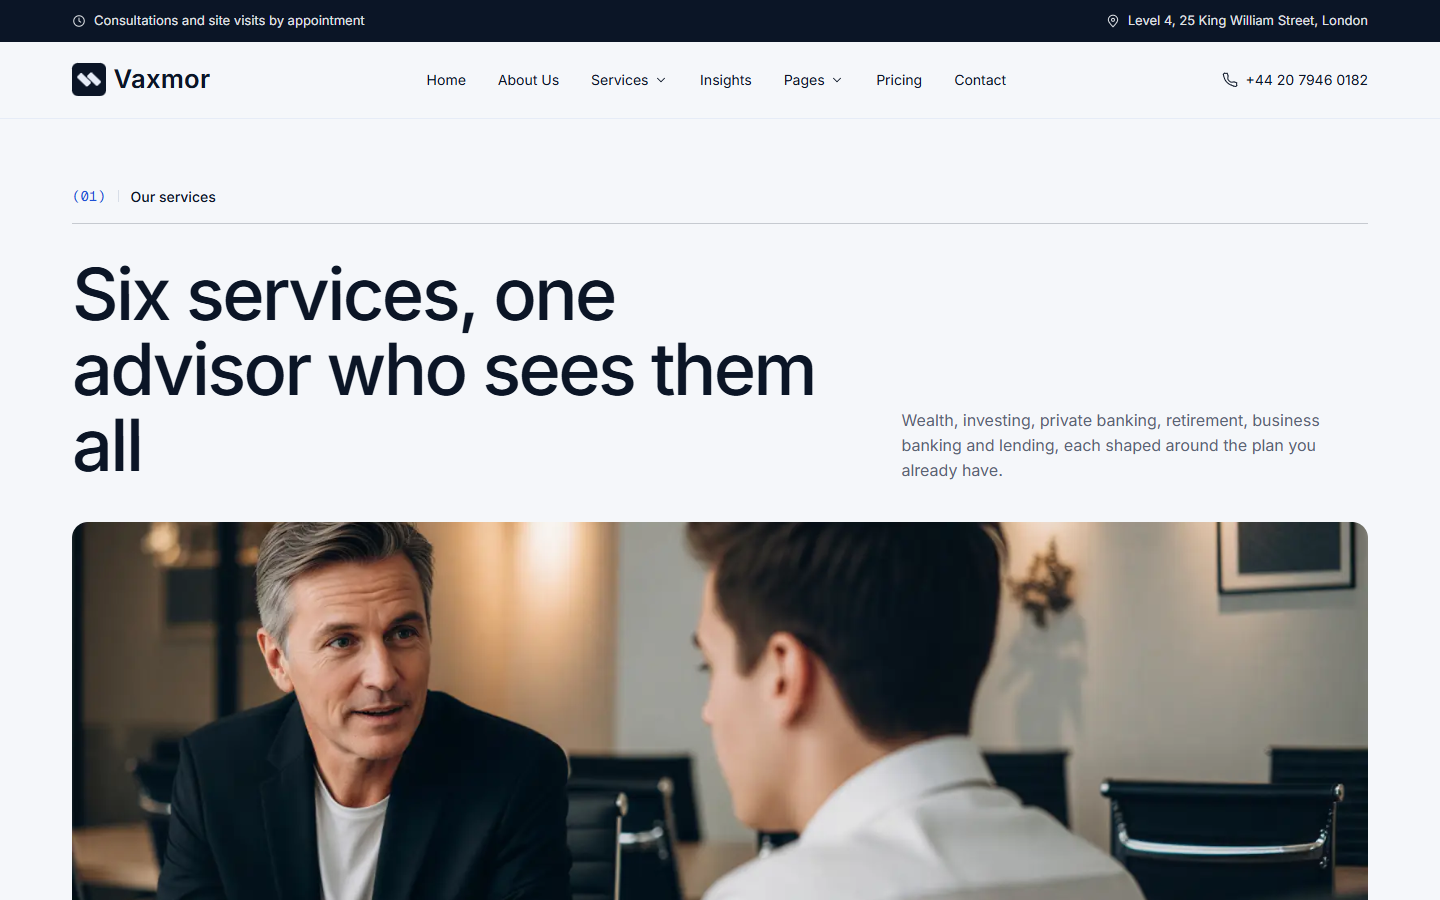 Consultations and site visits by appointment
Level 4, 25 King William Street, London
Vaxmor
Home
About Us
Services
Insights
Pages
Pricing
Contact
+44 20 7946 0182
(01)
Our services
Six services, one
advisor who sees them
all
Wealth, investing, private banking, retirement, business
banking and lending, each shaped around the plan you
already have.